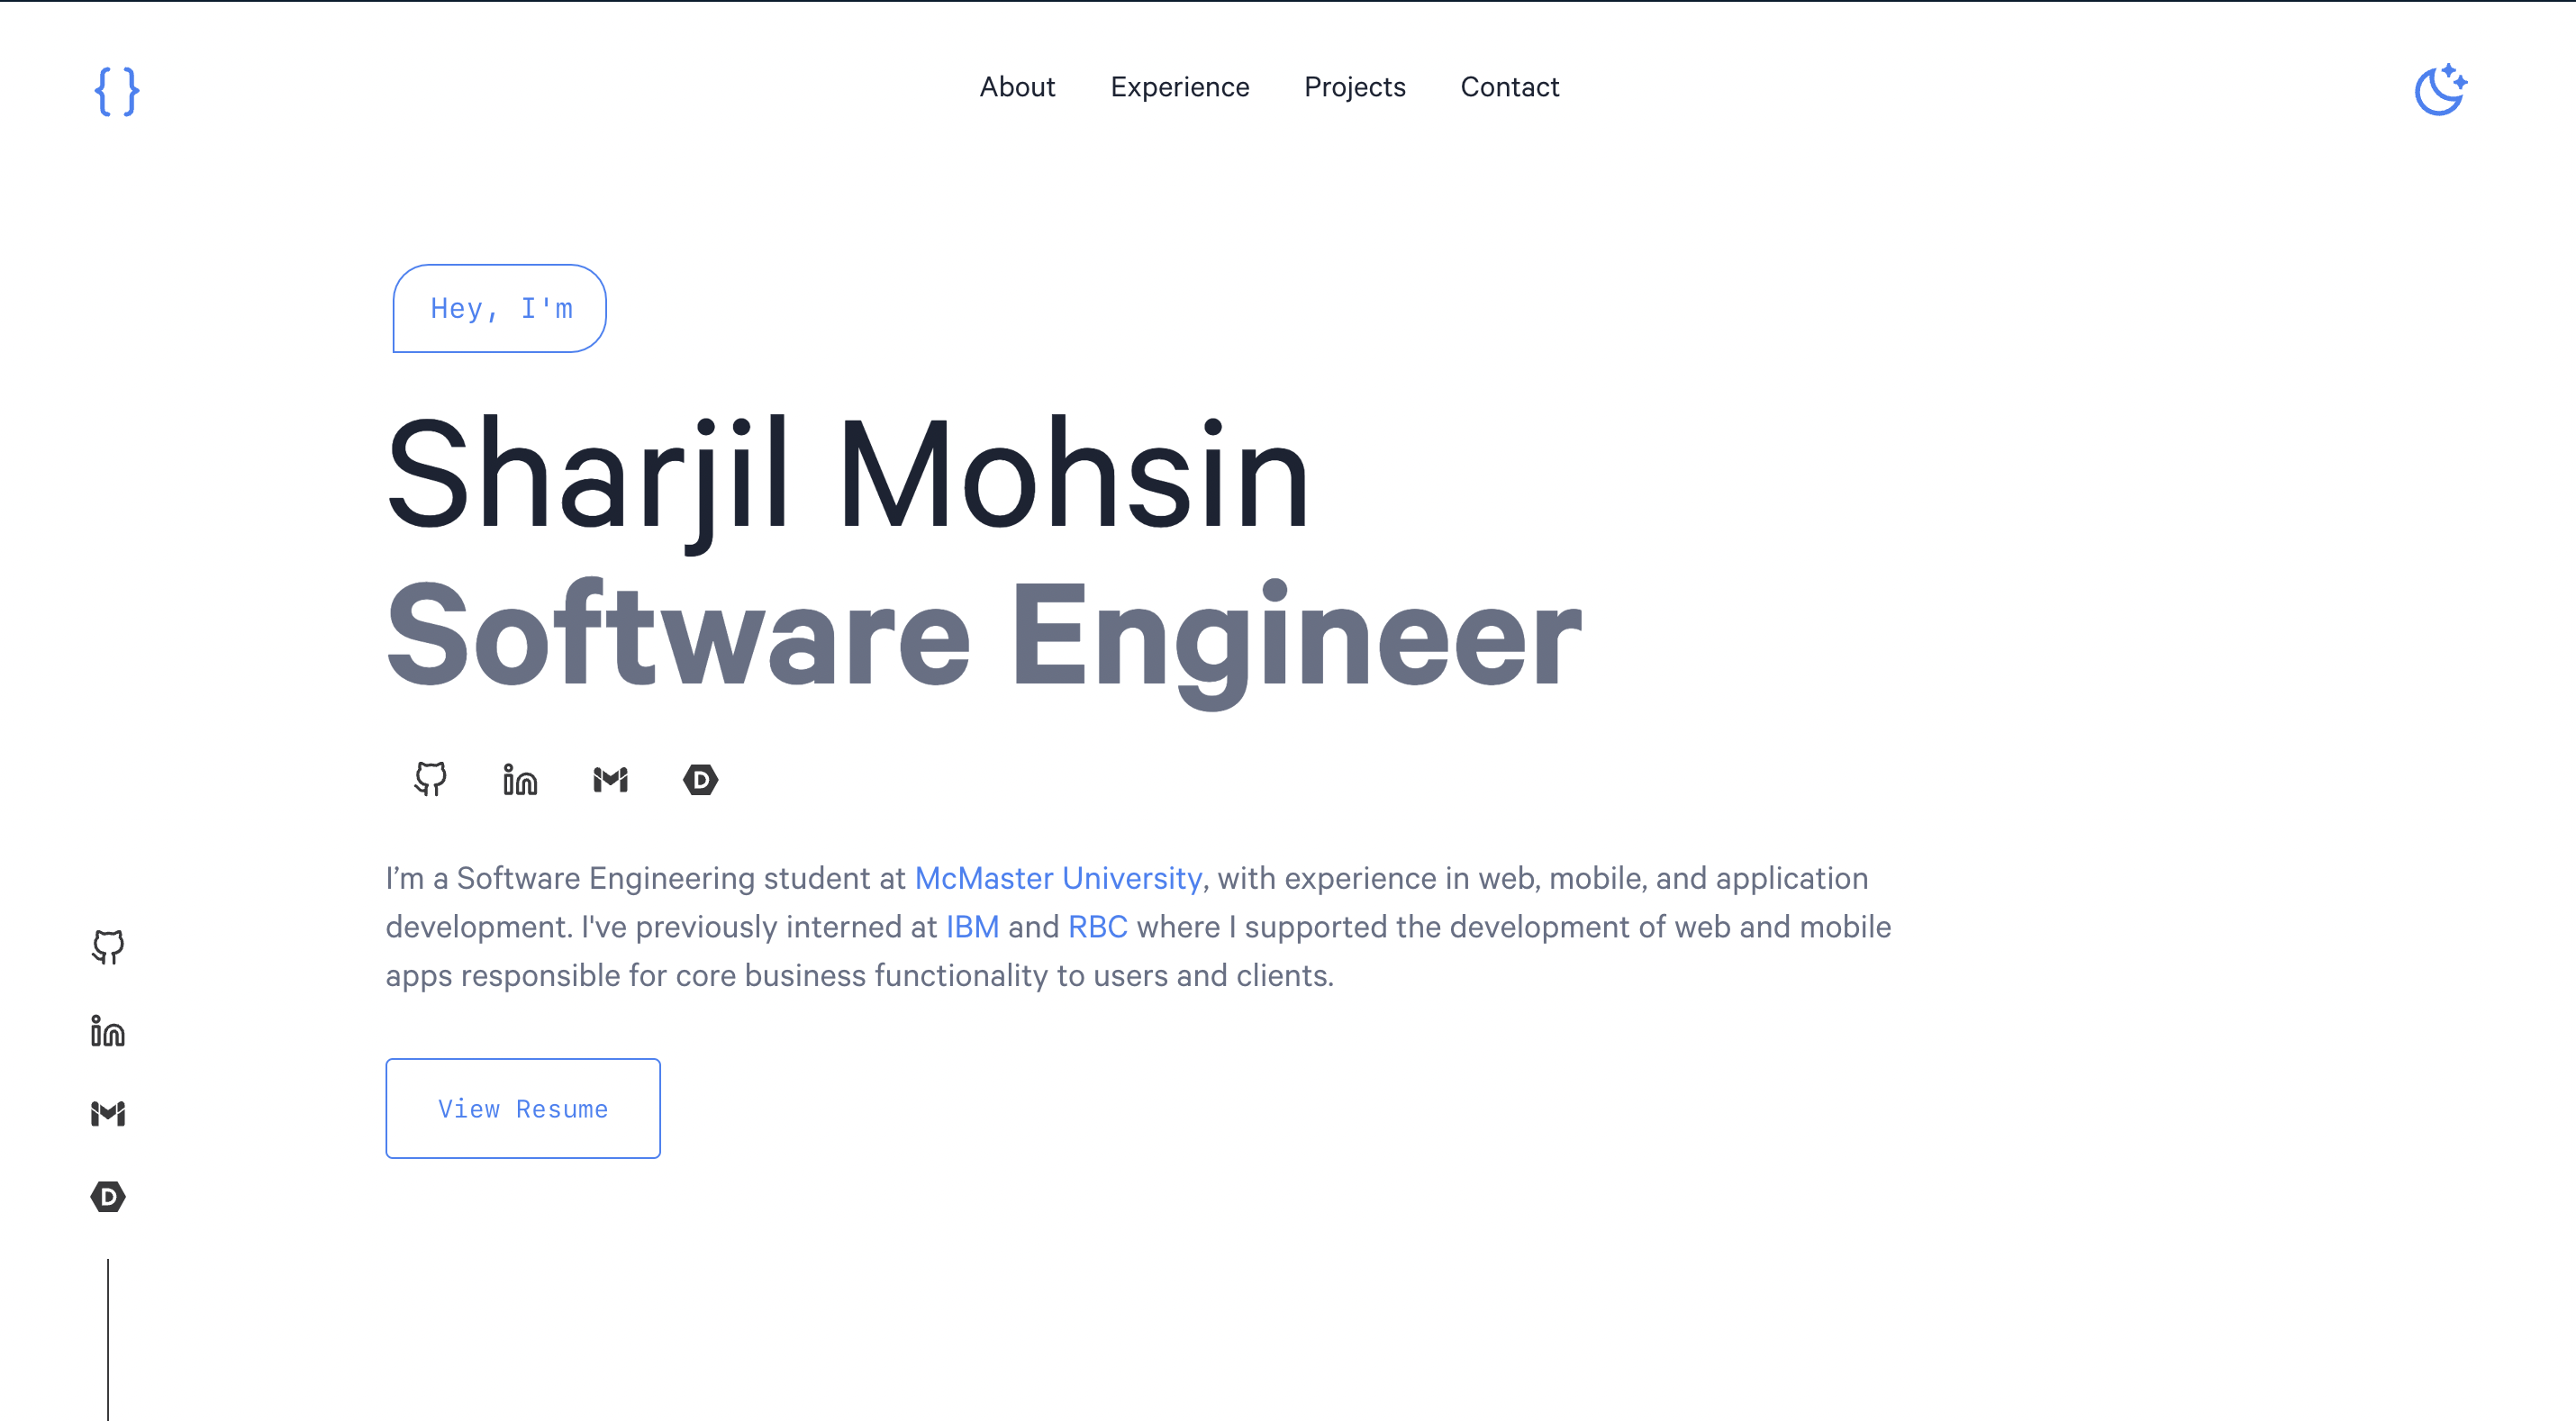 { }
About Experience Projects Contact
Hey, I'm
Sharjil Mohsin
Software Engineer
in
D
I’m a Software Engineering student at McMaster University, with experience in web, mobile, and application
development. I've previously interned at IBM and RBC where I supported the development of web and mobile
apps responsible for core business functionality to users and clients.
in
D
View Resume